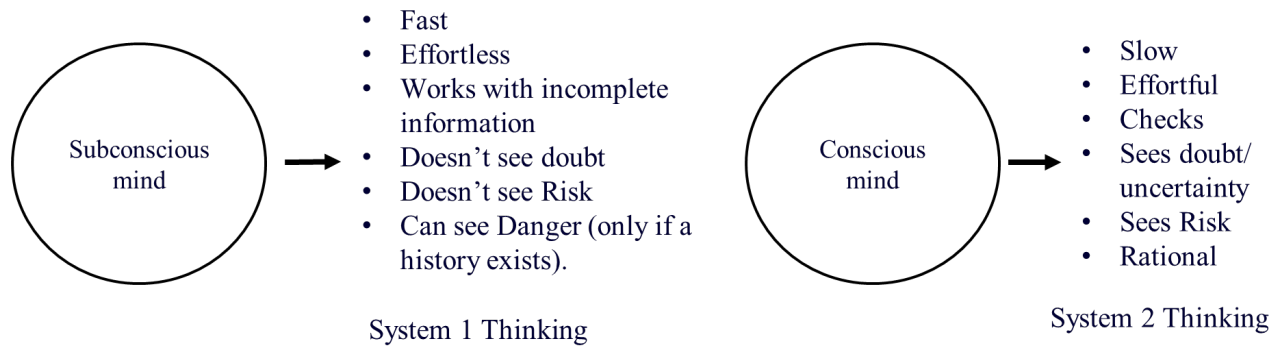 Subconscious
mind
• Fast
• Effortless
• Works with incomplete
information
• Doesn’t see doubt
• Doesn’t see Risk
• Can see Danger (only if a
history exists).
System 1 Thinking
Conscious
mind
• Slow
• Effortful
• Checks
• Sees doubt/
uncertainty
• Sees Risk
• Rational
System 2 Thinking